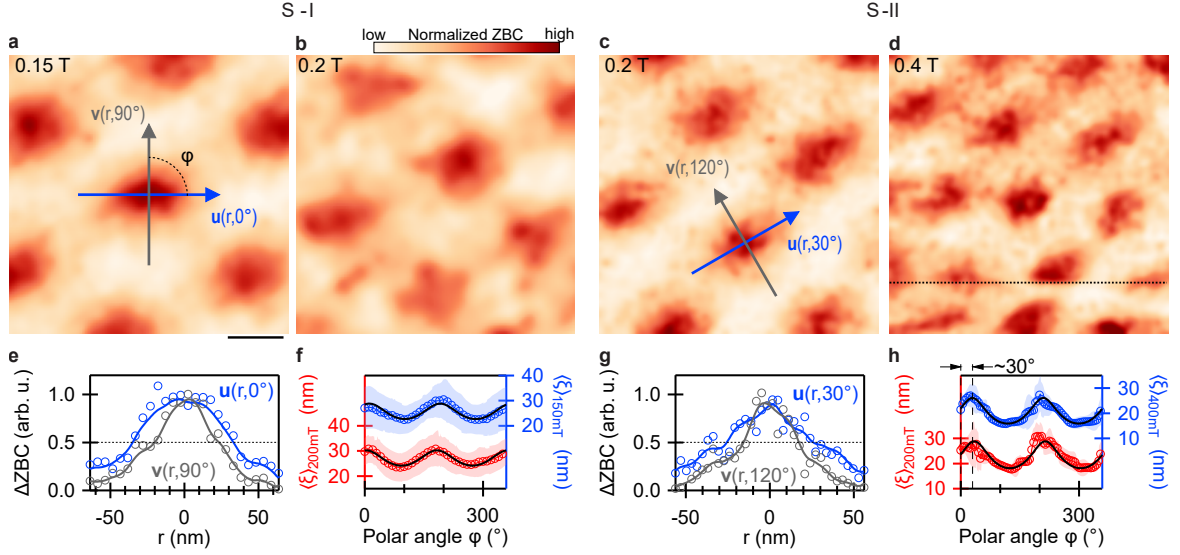 S-I
S-II
a
b
low
Normalized ZBC
high
c
d
0.15 T
0.2 T
0.2 T
0.4 T
v(r,90°)
φ
u(r,0°)
v(r,120°)
u(r,30°)
e
ΔZBC (arb. u.)
1.0
0.5
0.0
u(r,0°)
v(r,90°)
-50
0
50
r (nm)
f
⟨ξ⟩200mT (nm)
40
30
20
40
30
20
⟨ξ⟩150mT (nm)
0
300
Polar angle φ (°)
g
ΔZBC (arb. u.)
1.0
0.5
0.0
u(r,30°)
v(r,120°)
-50
0
50
r (nm)
h
~30°
⟨ξ⟩200mT (nm)
30
20
10
30
20
10
⟨ξ⟩400mT (nm)
0
300
Polar angle φ (°)